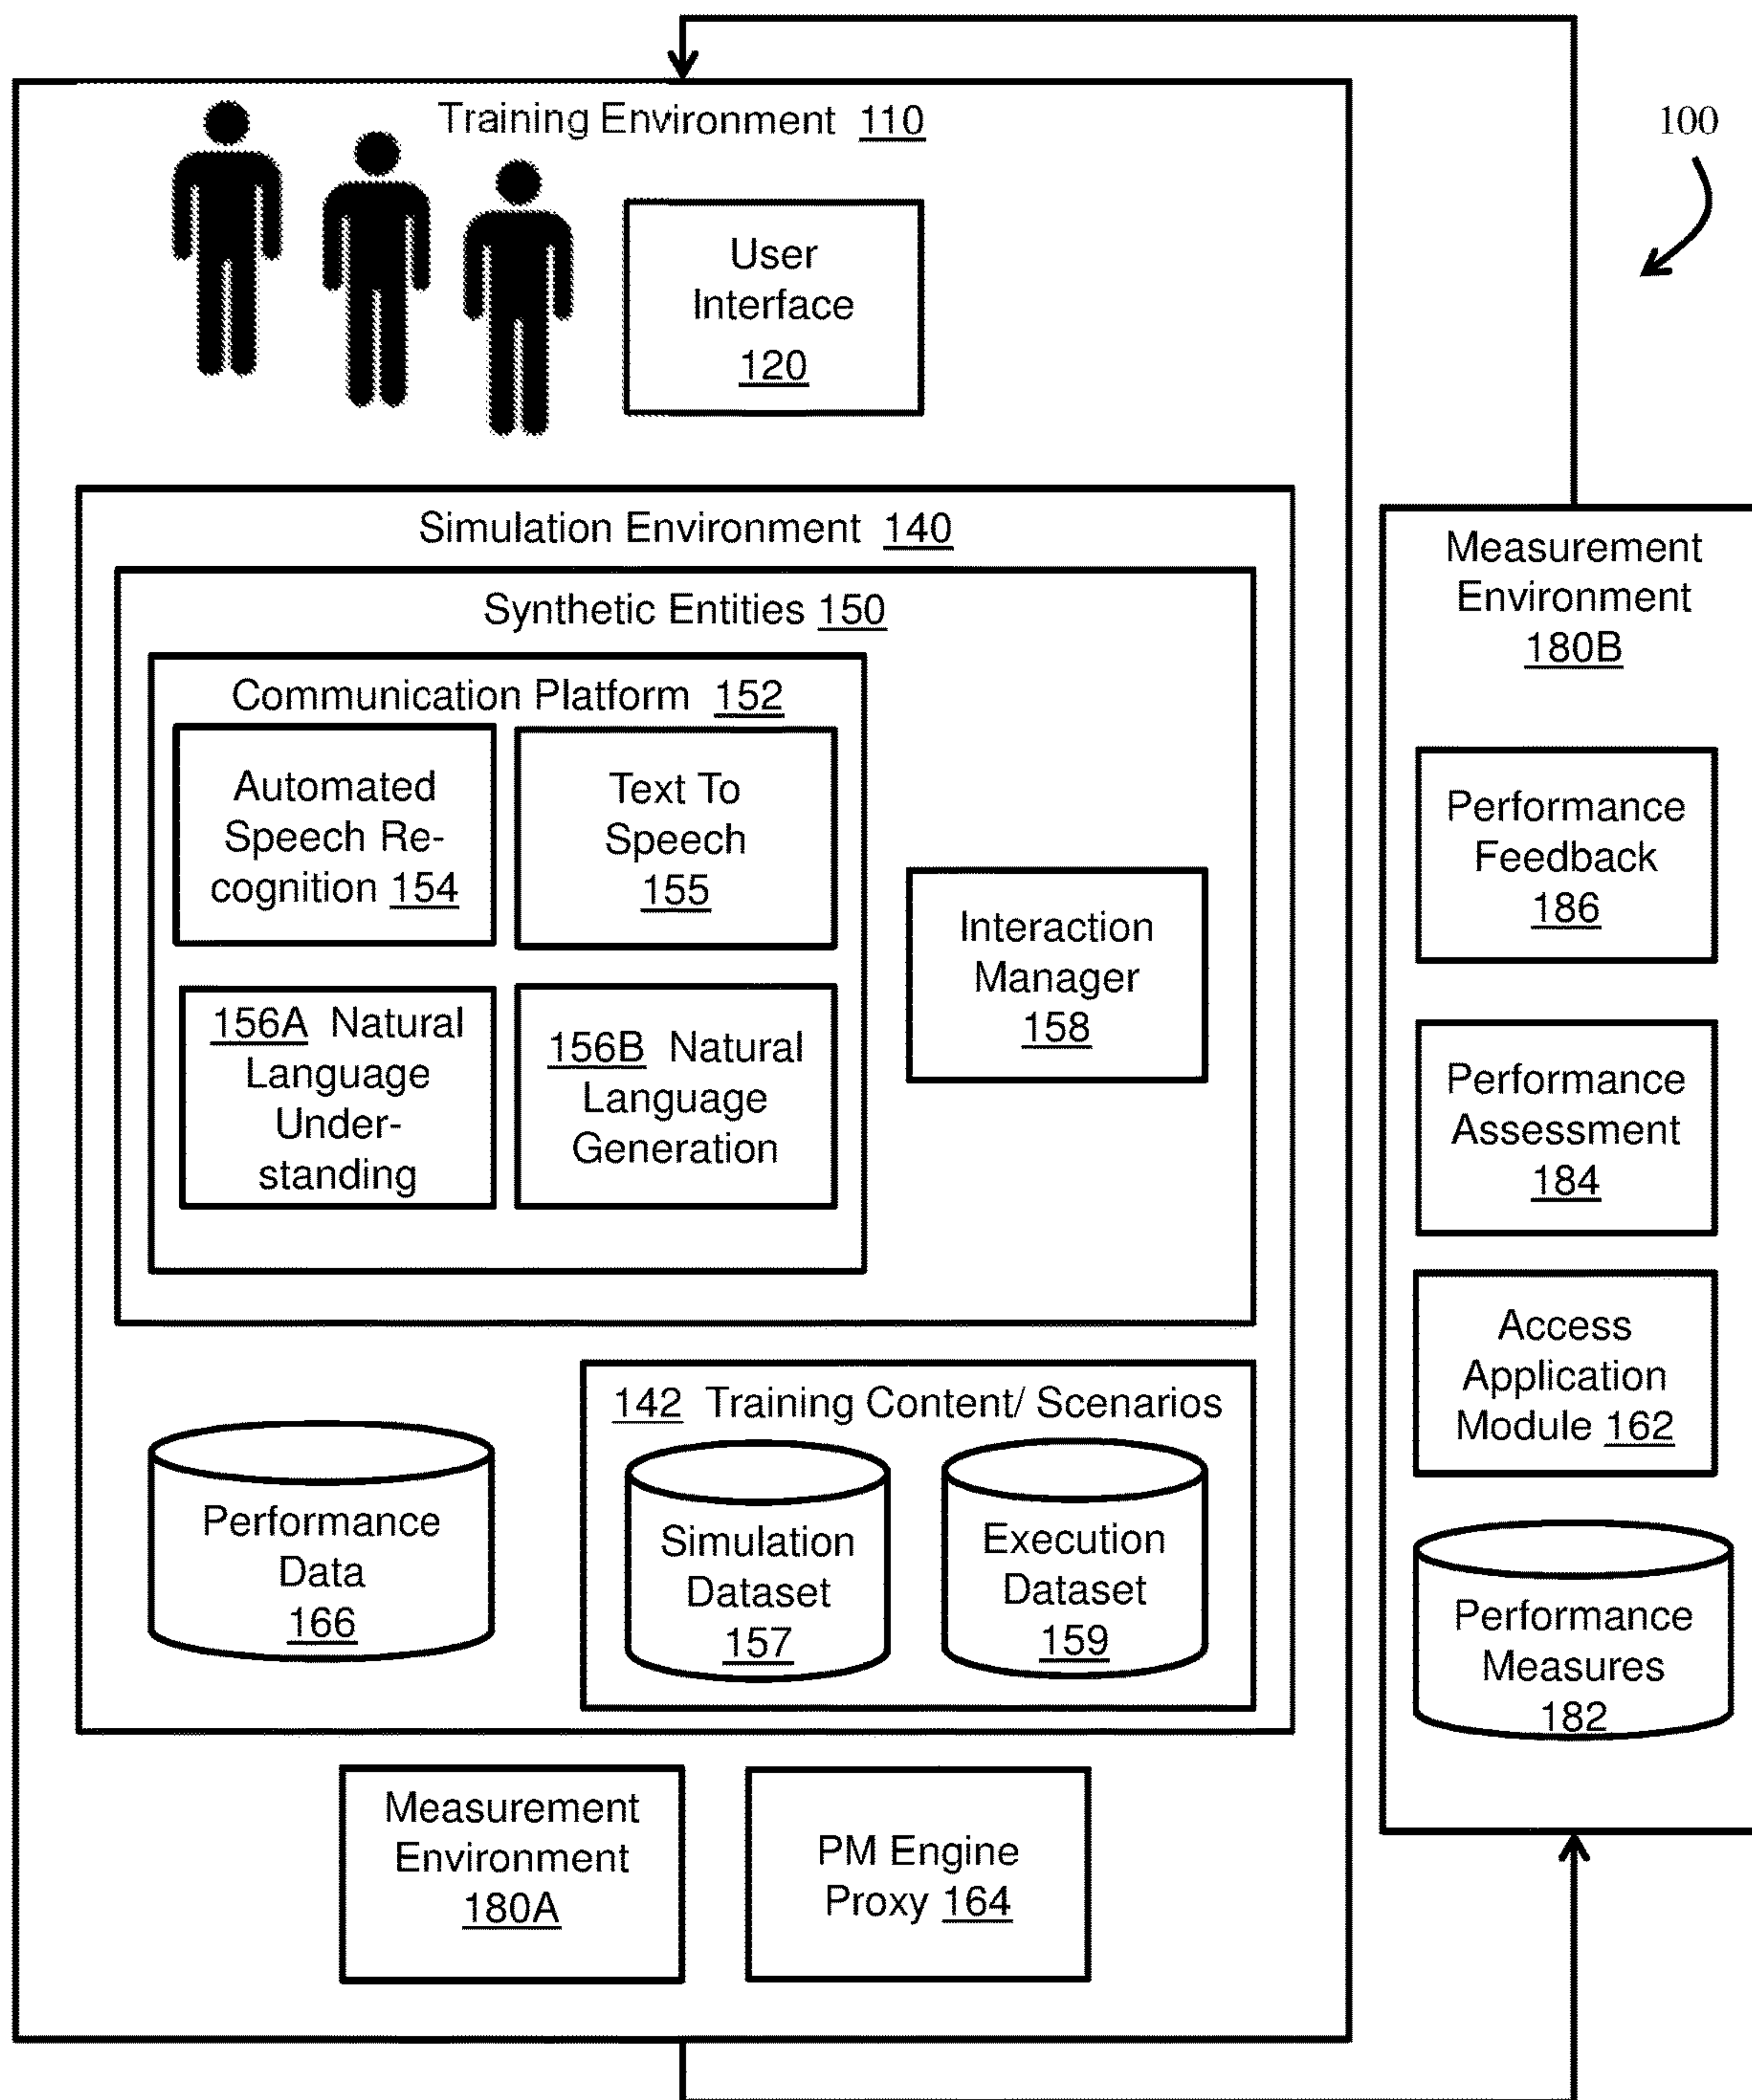 Training Environment 110
100
User
Interface
120
Simulation Environment 140
Synthetic Entities 150
Communication Platform 152
Automated
Speech Re-
cognition 154
Text To
Speech
155
156A Natural
Language
Under-
standing
156B Natural
Language
Generation
Interaction
Manager
158
142 Training Content/ Scenarios
Performance
Data
166
Simulation
Dataset
157
Execution
Dataset
159
Measurement
Environment
180A
PM Engine
Proxy 164
Measurement
Environment
180B
Performance
Feedback
186
Performance
Assessment
184
Access
Application
Module 162
Performance
Measures
182